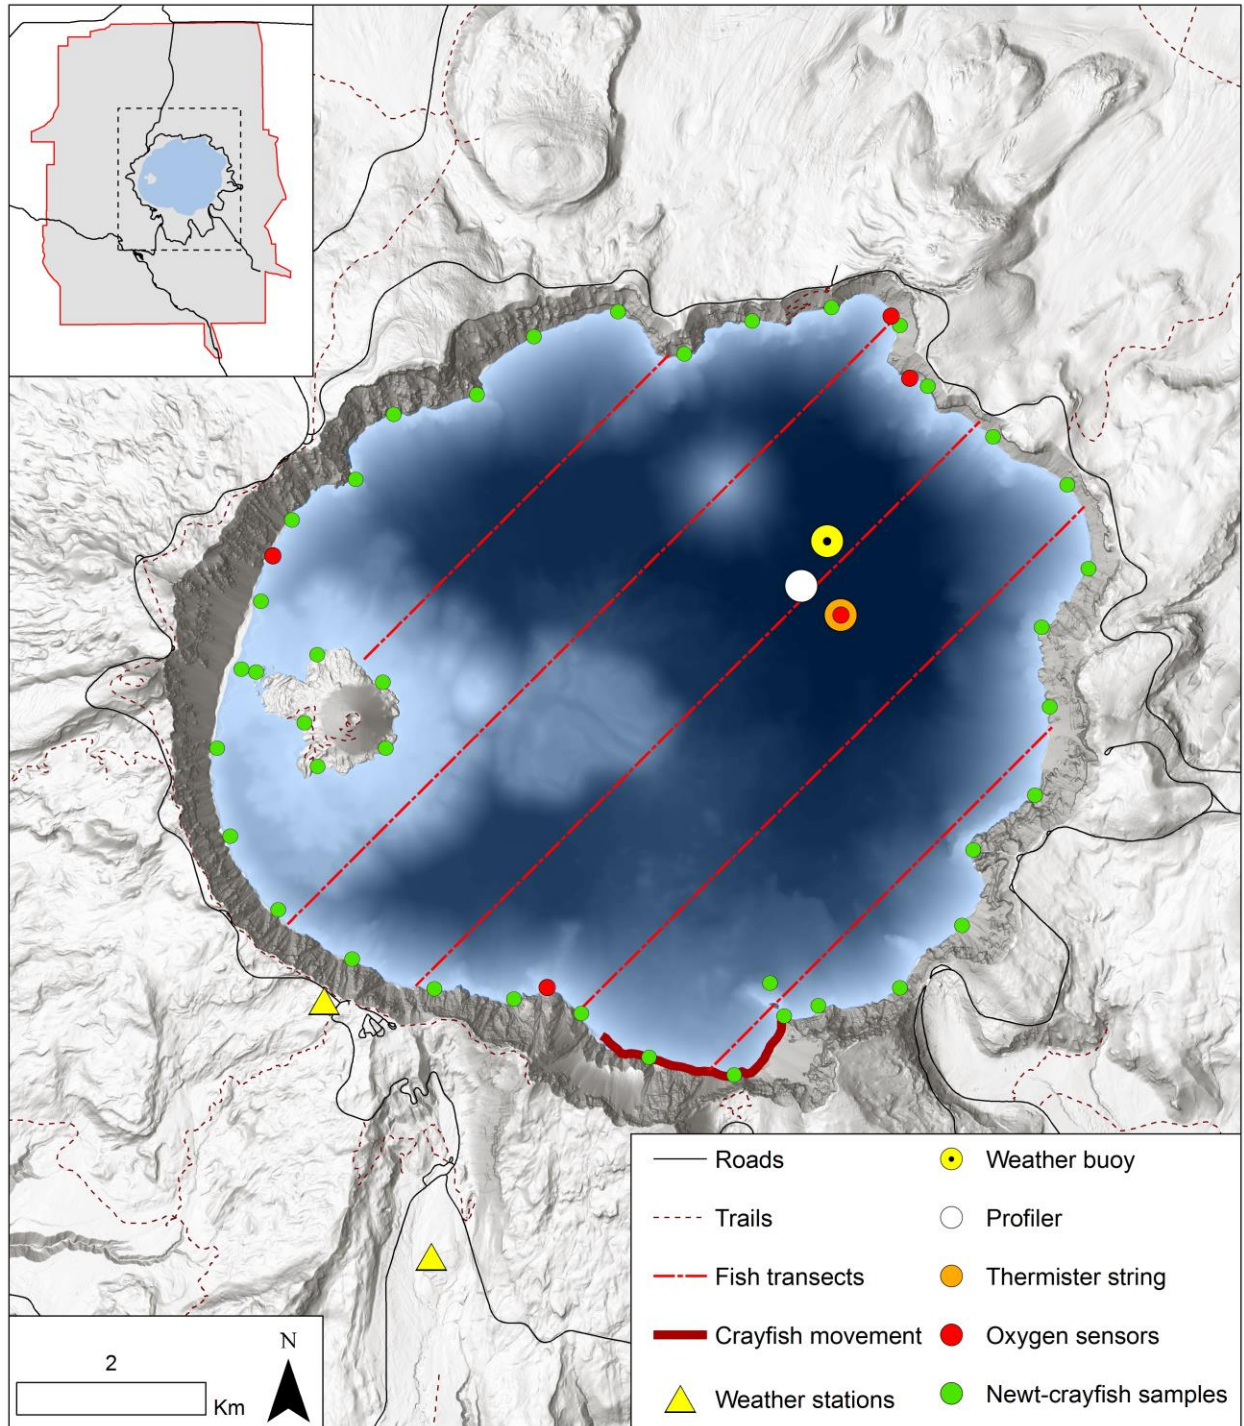 Roads
Weather buoy
Trails
Profiler
Fish transects
Thermister string
Crayfish movement
Oxygen sensors
Weather stations
Newt-crayfish samples
2
Km
N